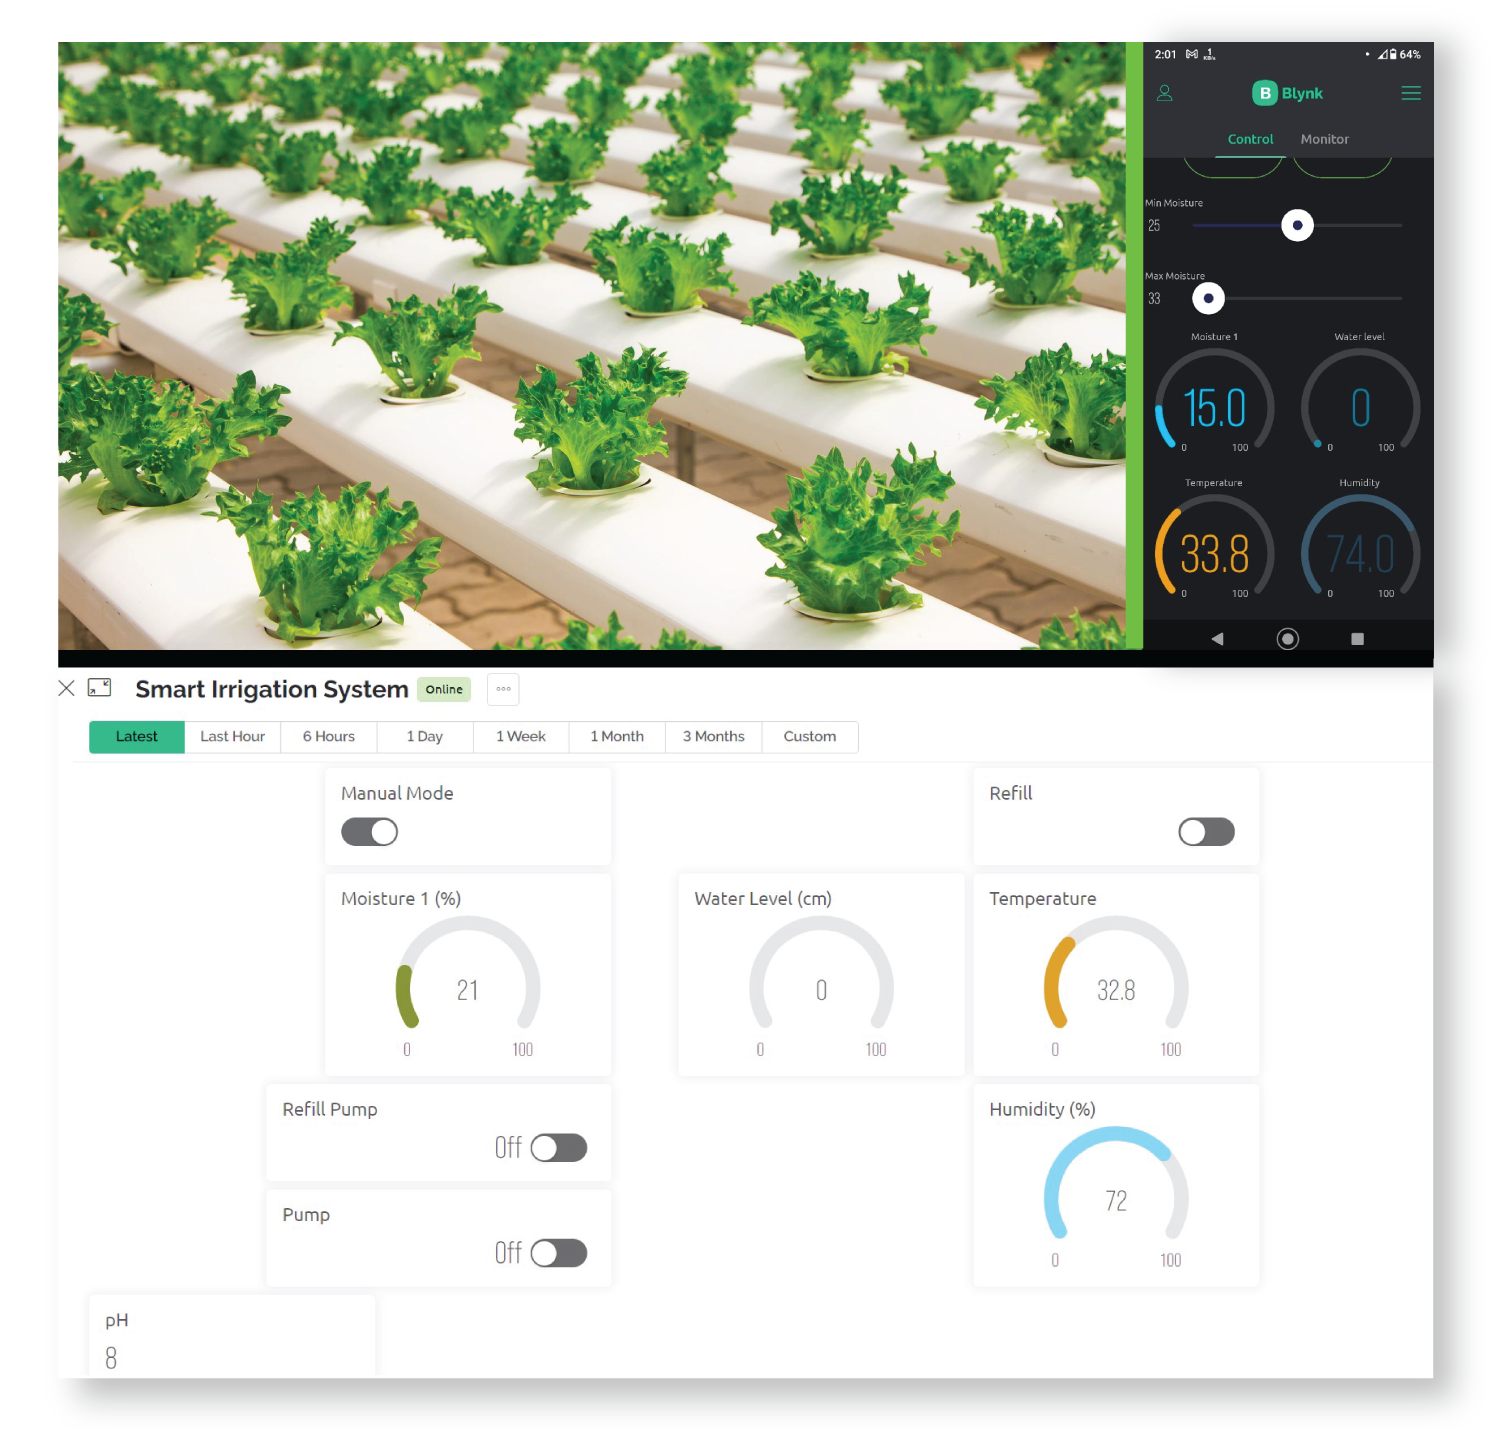 2:01 1 KB/s 64%
B Blynk
Control Monitor
Min Moisture
25
Max Moisture
33
Moisture 1 Water level
15.0 0
0 100 0 100
Temperature Humidity
33.8 74.0
0 100 0 100
Smart Irrigation System Online
Latest Last Hour 6 Hours 1 Day 1 Week 1 Month 3 Months Custom
Manual Mode Refill
Moisture 1 (%) Water Level (cm) Temperature
21 0 32.8
0 100 0 100 0 100
Refill Pump Humidity (%)
Off
72
Pump
Off
0 100
pH
8